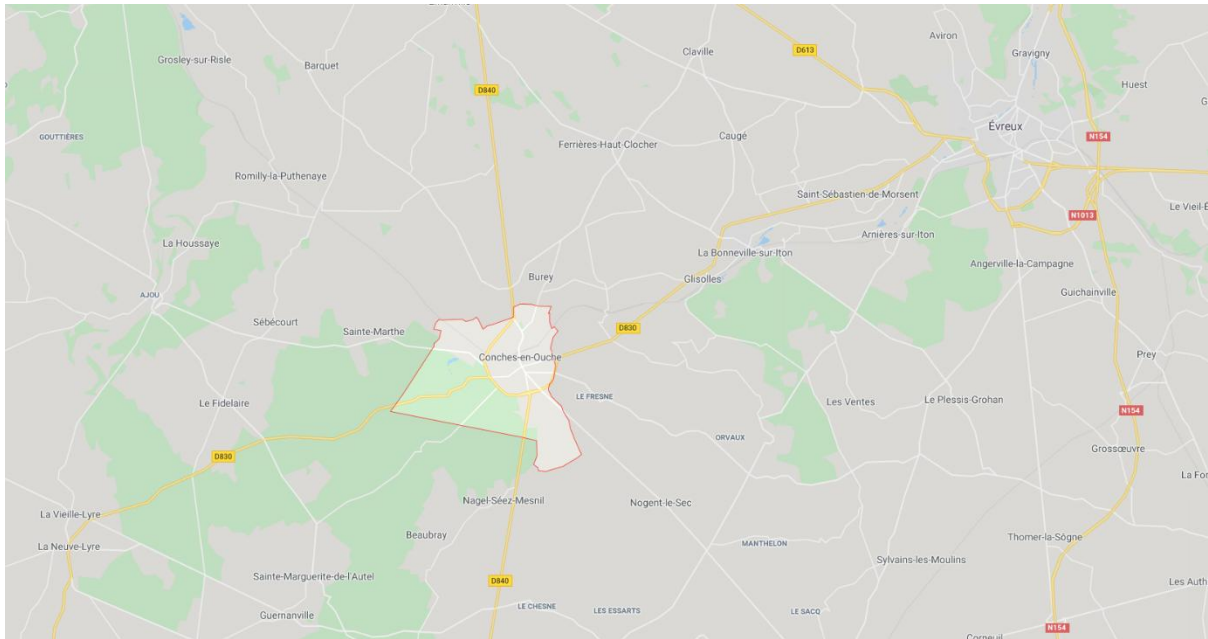 Aviron
Gravigny
Claville
D613
Grosley-sur-Risle
Barquet
Huest
D840
Évreux
GOUTTIÈRES
Caugé
N154
Ferrières-Haut-Clocher
Romilly-la-Puthenaye
Saint-Sébastien-de-Morsent
Le Vieil-É
N1013
La Houssaye
Arnières-sur-Iton
La Bonneville-sur-Iton
Angerville-la-Campagne
Burey
Glisolles
Guichainville
AJOU
Sébécourt
Sainte-Marthe
D830
Conches-en-Ouche
Prey
LE FRESNE
Le Fidelaire
Les Ventes
Le Plessis-Grohan
N154
ORVAUX
Grossœuvre
D830
La For
Nagel-Séez-Mesnil
Nogent-le-Sec
La Vieille-Lyre
Beaubray
Thomer-la-Sôgne
La Neuve-Lyre
MANTHELON
Sylvains-les-Moulins
Sainte-Marguerite-de-l'Autel
D840
Les Auth
LE CHESNE
LES ESSARTS
LE SACQ
Guernanville
N154
Corneuil